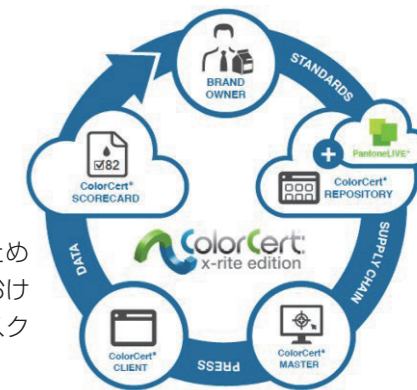 BRAND
OWNER
STANDARDS
PantoneLIVE®
+
ColorCert®
REPOSITORY
SUPPLY CHAIN
ColorCert®
MASTER
PRESS
ColorCert®
CLIENT
DATA
82
ColorCert®
SCORECARD
ColorCert:
x-rite edition
ため
おけ
スク